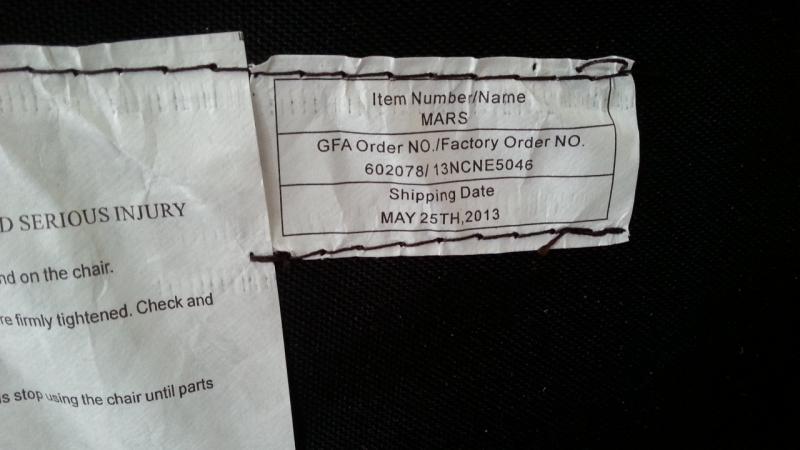 D SERIOUS INJURY
nd on the chair.
re firmly tightened. Check and
s stop using the chair until parts
Item Number/Name
MARS
GFA Order NO./Factory Order NO.
602078/ 13NCNE5046
Shipping Date
MAY 25TH,2013